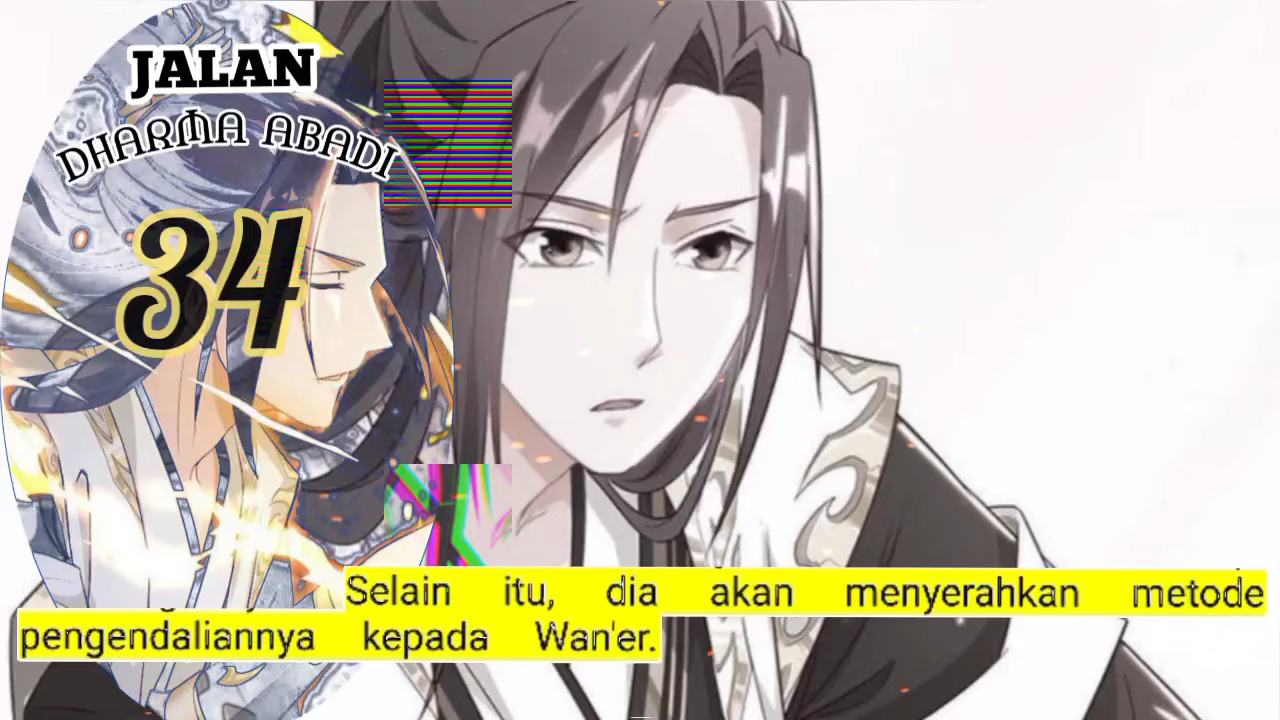 JALAN
DHARMA ABADI
34
Selain itu, dia akan menyerahkan metode
pengendaliannya kepada Wan'er.